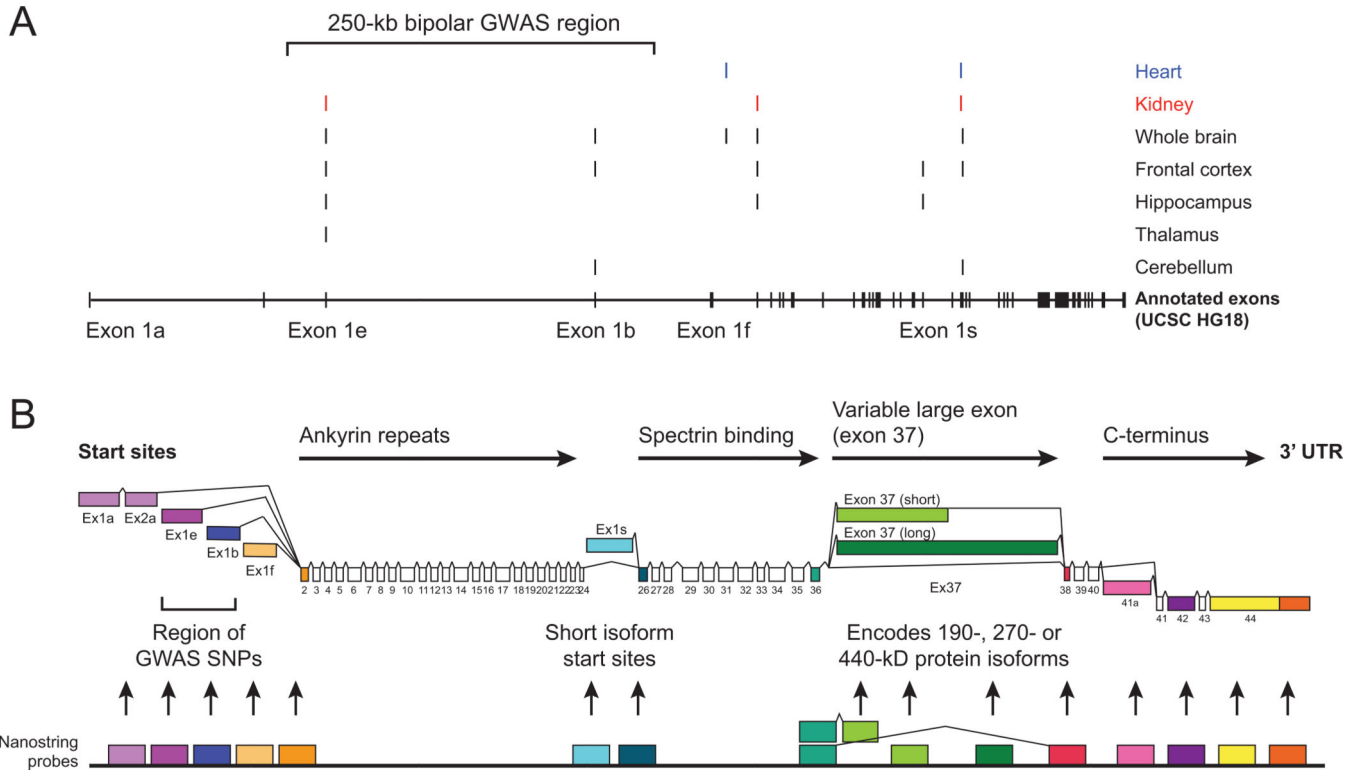 A
250-kb bipolar GWAS region
Heart
Kidney
Whole brain
Frontal cortex
Hippocampus
Thalamus
Cerebellum
Annotated exons
(UCSC HG18)
Exon 1a
Exon 1e
Exon 1b
Exon 1f
Exon 1s
B
Start sites
Ankyrin repeats
Spectrin binding
Variable large exon
(exon 37)
C-terminus
3’ UTR
Ex1a
Ex2a
Ex1e
Ex1b
Ex1f
Ex1s
Exon 37 (short)
Exon 37 (long)
Ex37
2 3 4 5 6 7 8 9 10 11 12 13 14 15 16 17 18 19 20 21 22 23 24
26 27 28 29 30 31 32 33 34 35 36
38 39 40
41a
41 42 43 44
Region of
GWAS SNPs
Short isoform
start sites
Encodes 190-, 270- or
440-kD protein isoforms
Nanostring
probes